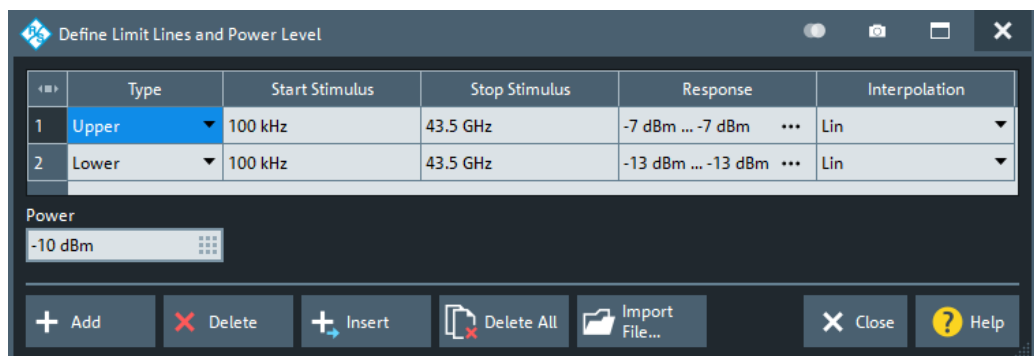 R&S Define Limit Lines and Power Level
Type Start Stimulus Stop Stimulus Response Interpolation
1 Upper 100 kHz 43.5 GHz -7 dBm ... -7 dBm ••• Lin
2 Lower 100 kHz 43.5 GHz -13 dBm ... -13 dBm ••• Lin
Power
-10 dBm
Add Delete Insert Delete All Import File... Close ? Help